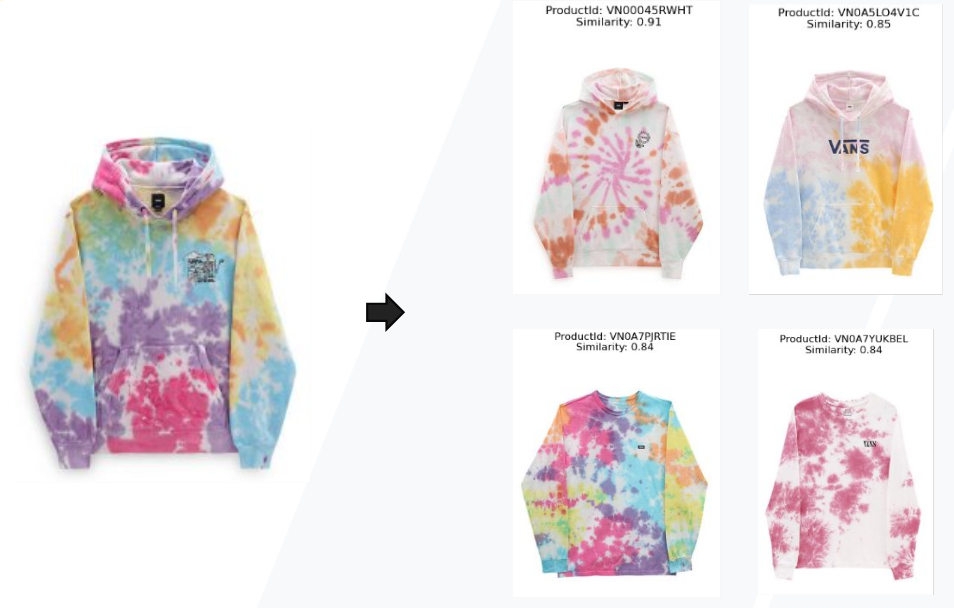 ProductId: VN00045RWHT
Similarity: 0.91
ProductId: VN0A5LO4V1C
Similarity: 0.85
VANS
ProductId: VN0A7PJRTIE
Similarity: 0.84
ProductId: VN0A7YUKBEL
Similarity: 0.84